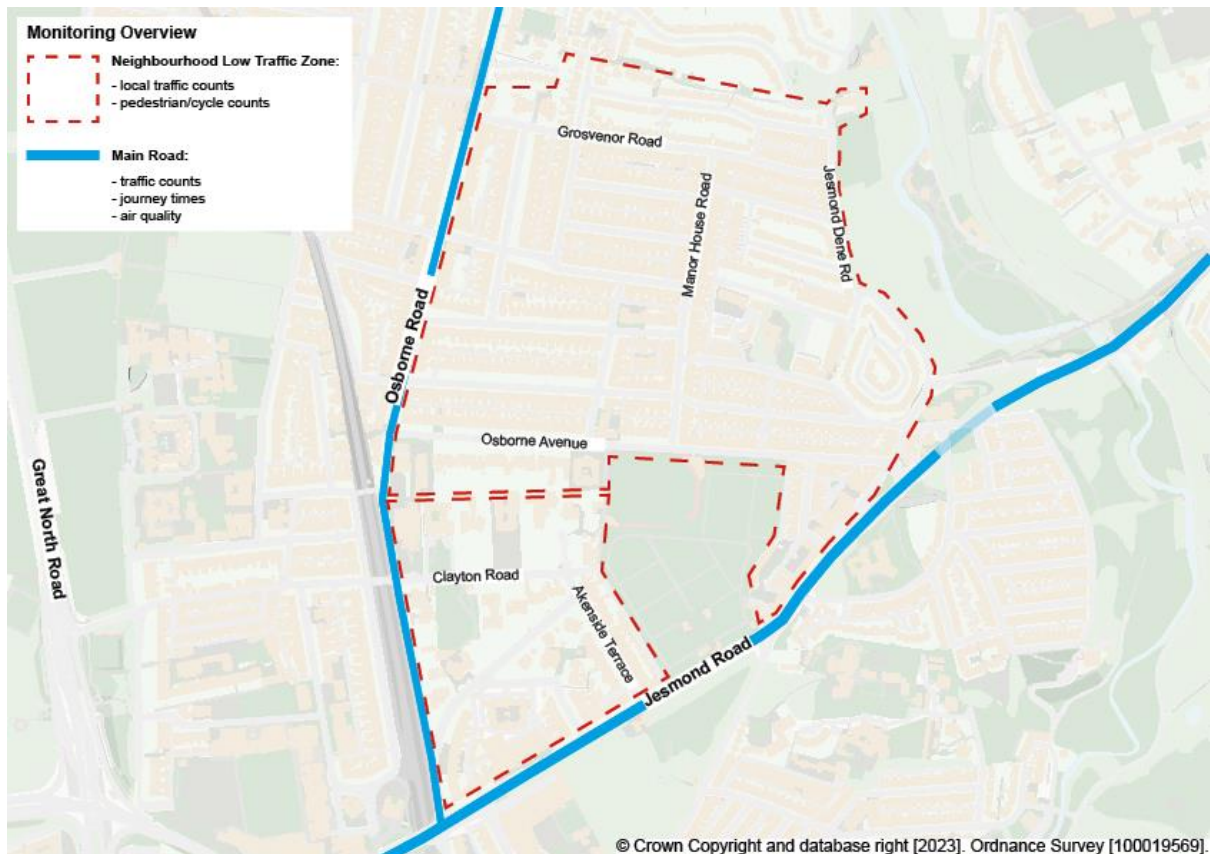 Monitoring Overview
Neighbourhood Low Traffic Zone:
- local traffic counts
- pedestrian/cycle counts
Main Road:
- traffic counts
- journey times
- air quality
Grosvenor Road
Manor House Road
Jesmond Dene Rd
Osborne Road
Osborne Avenue
Great North Road
Clayton Road
Akenside Terrace
Jesmond Road
© Crown Copyright and database right [2023]. Ordnance Survey [100019569].